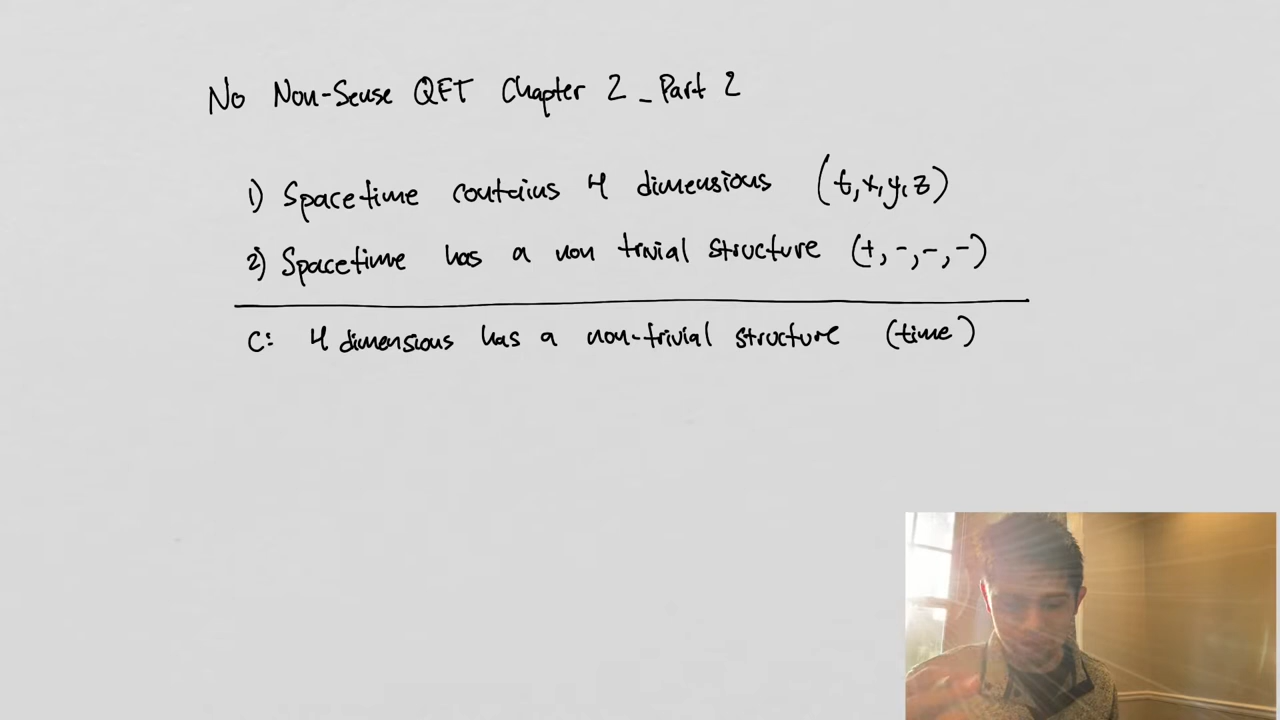 No Non-Sense QFT Chapter 2 - Part 2
1) Spacetime contains 4 dimensions (t,x,y,z)
2) Spacetime has a non trivial structure (+,-,-,-)
C: 4 dimensions has a non-trivial structure (time)